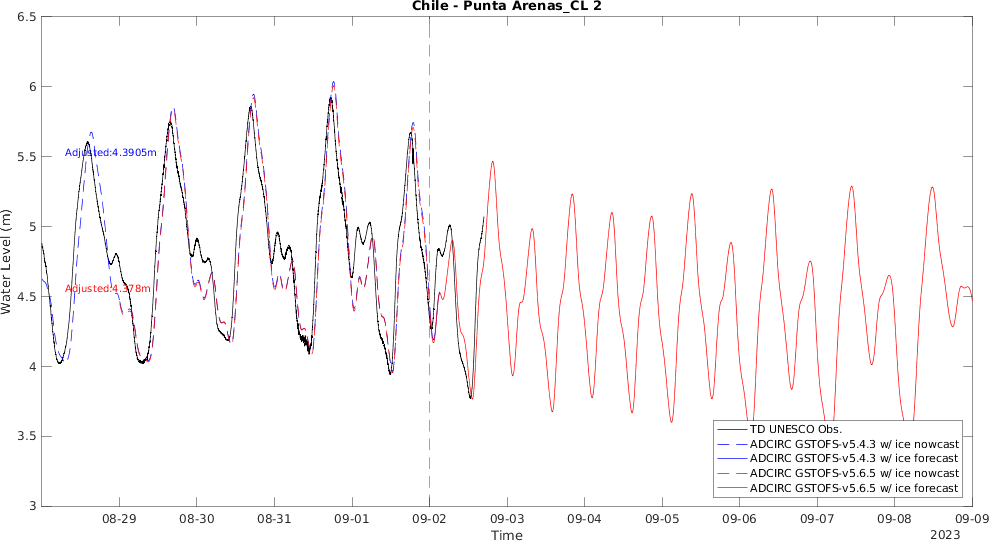 Chile - Punta Arenas_CL 2
6.5
6
5.5
5
4.5
4
3.5
3
Water Level (m)
Adjusted:4.3905m
Adjusted:4.378m
TD UNESCO Obs.
ADCIRC GSTOFS-v5.4.3 w/ ice nowcast
ADCIRC GSTOFS-v5.4.3 w/ ice forecast
ADCIRC GSTOFS-v5.6.5 w/ ice nowcast
ADCIRC GSTOFS-v5.6.5 w/ ice forecast
08-29 08-30 08-31 09-01 09-02 09-03 09-04 09-05 09-06 09-07 09-08 09-09
Time
2023